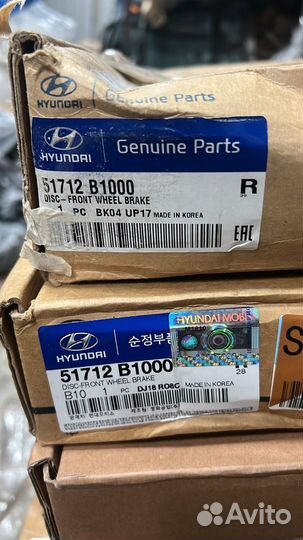 HYUNDAI
HYUNDAI
Genuine Parts
51712 B1000
DISC-FRONT WHEEL BRAKE
1 PC BK04 UP17 MADE IN KOREA
R
EAC
HYUNDAI
순정부품
HYUNDAI MOBIS
51712 B1000
DISC-FRONT WHEEL BRAKE
B10 1 PC DJ18 RO8C MADE IN KOREA
28
S
Avito